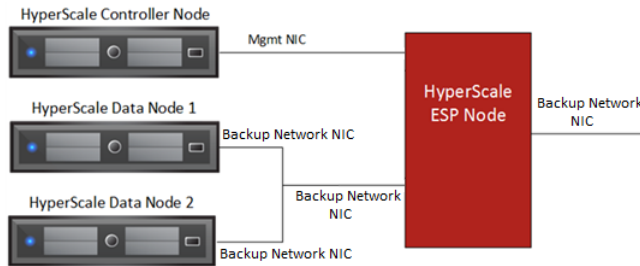 HyperScale Controller Node
Mgmt NIC
HyperScale
ESP Node
HyperScale Data Node 1
Backup Network NIC
Backup Network
NIC
Backup Network
NIC
HyperScale Data Node 2
Backup Network NIC